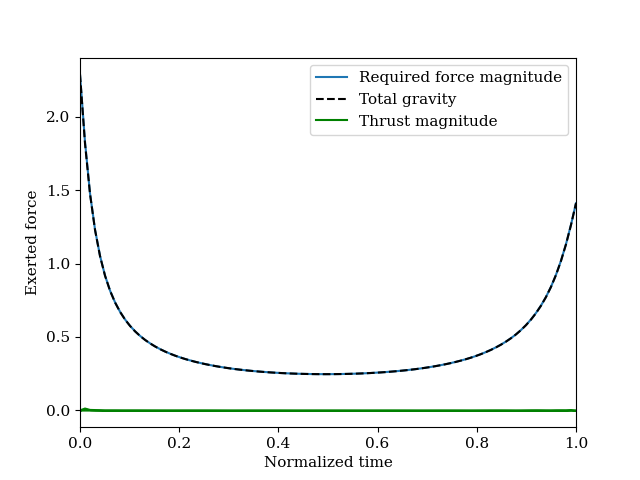 Required force magnitude
Total gravity
Thrust magnitude
2.0
1.5
1.0
0.5
0.0
Exerted force
0.0 0.2 0.4 0.6 0.8 1.0
Normalized time